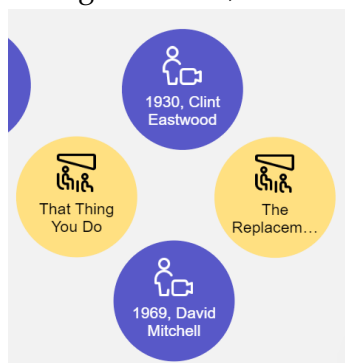 1930, Clint
Eastwood
That Thing
You Do
The
Replacem…
1969, David
Mitchell